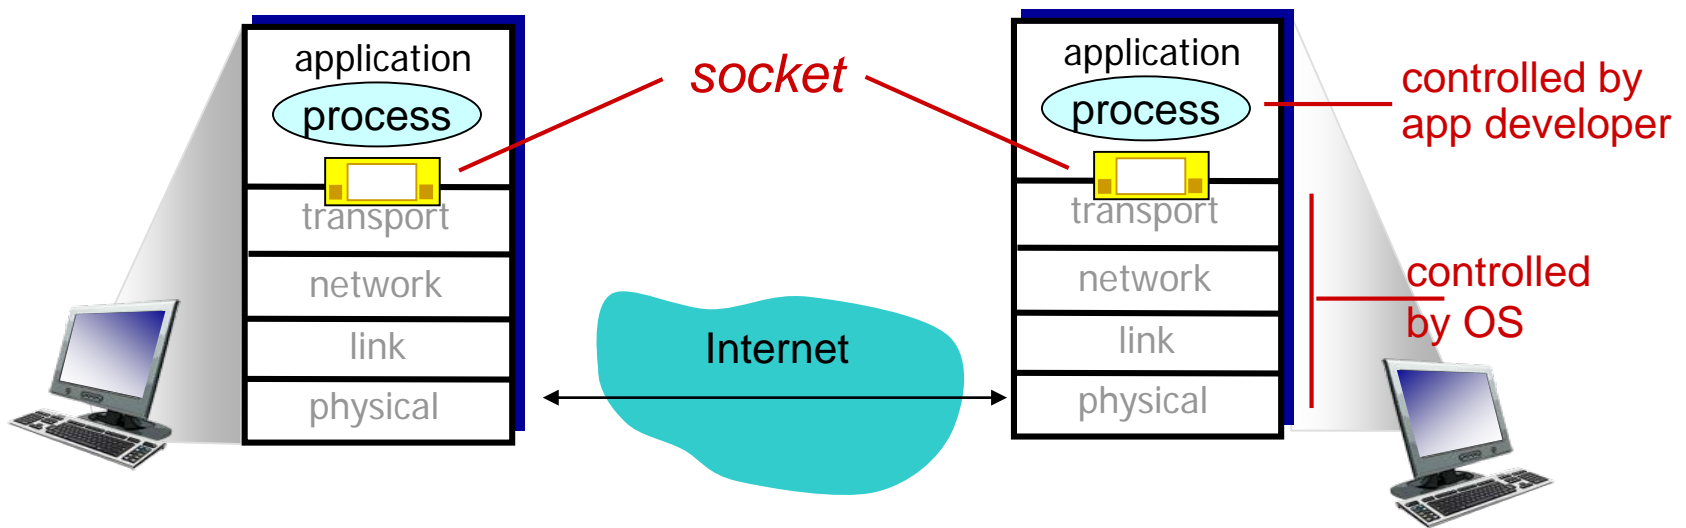 application
process
transport
network
link
physical
socket
Internet
application
process
transport
network
link
physical
controlled by
app developer
controlled
by OS